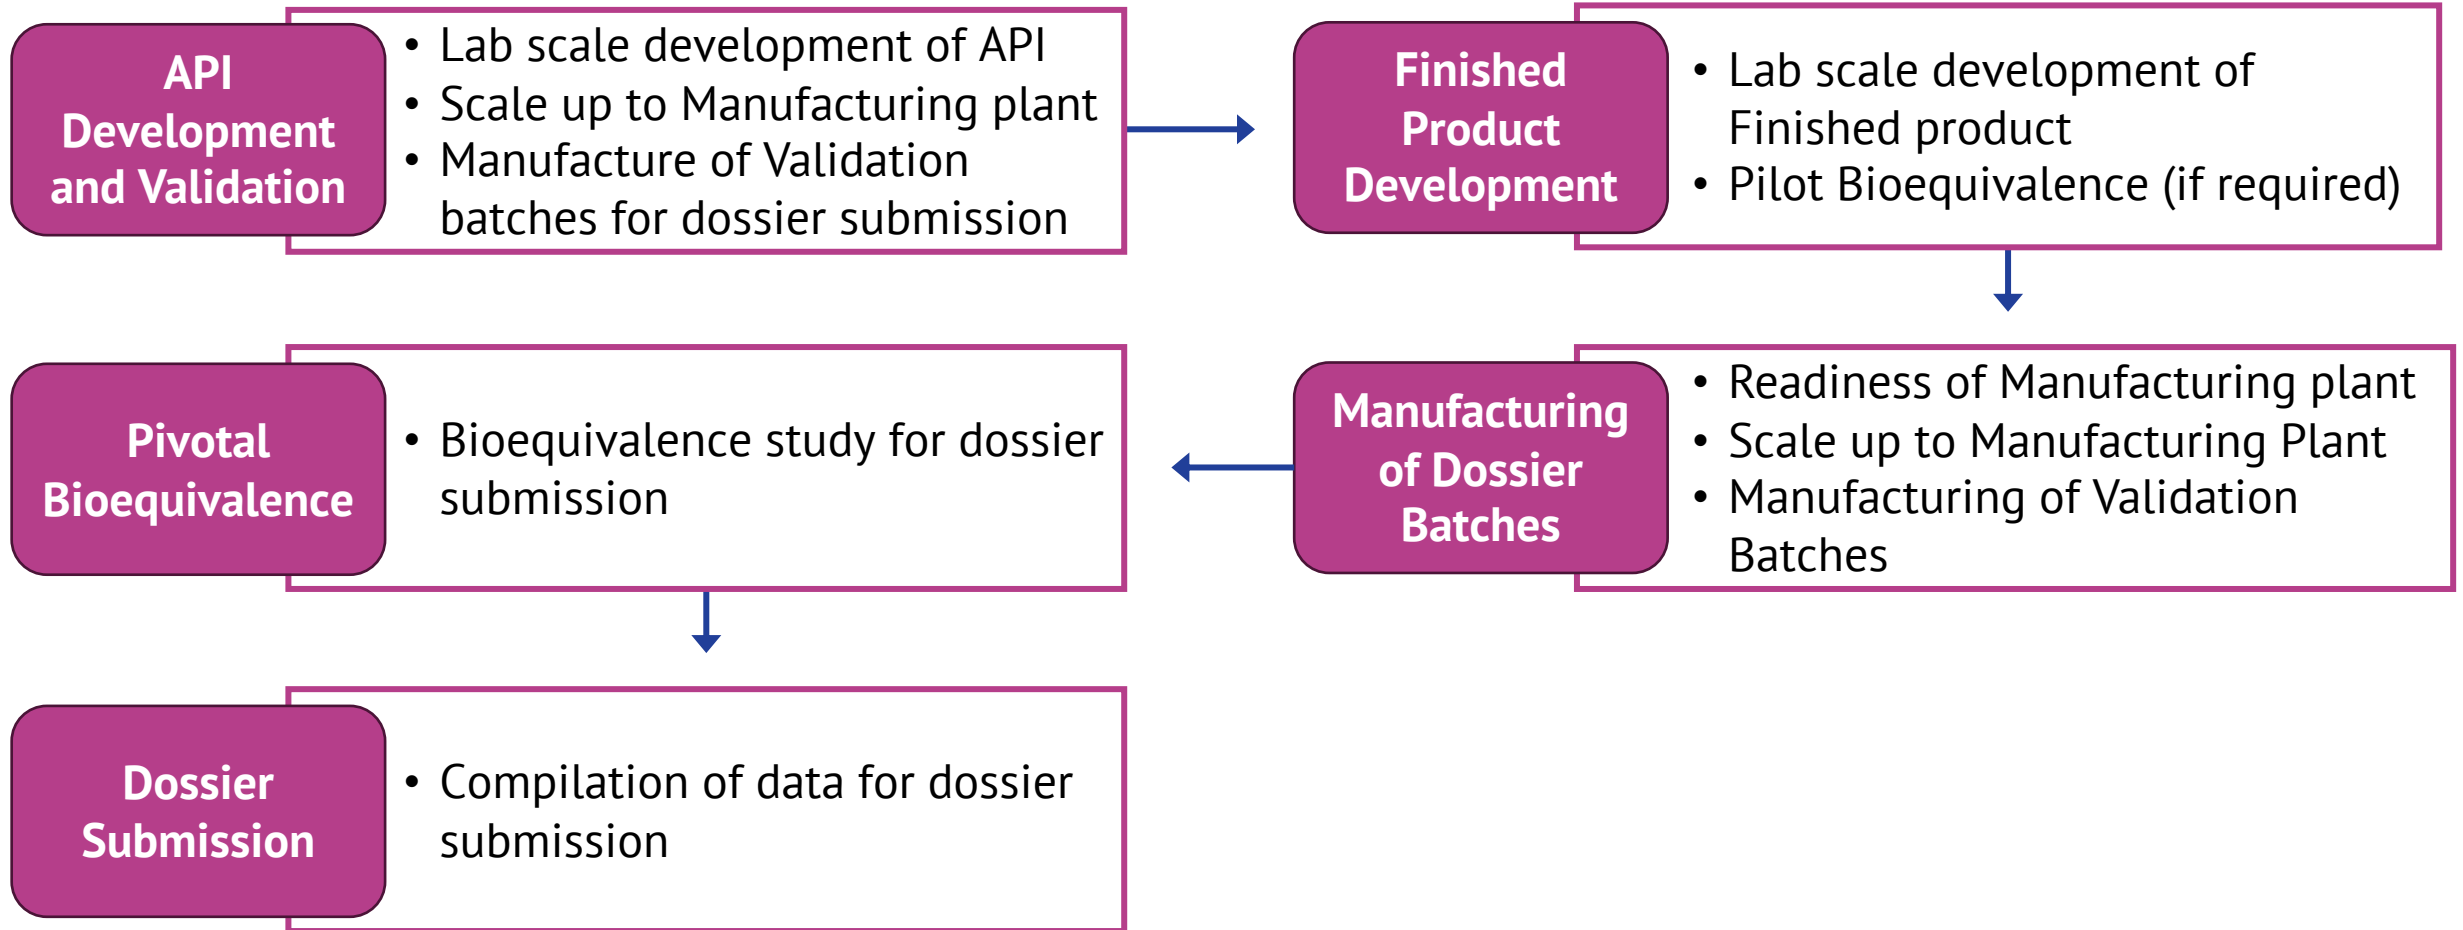 API
Development
and Validation
• Lab scale development of API
• Scale up to Manufacturing plant
• Manufacture of Validation
batches for dossier submission
Finished
Product
Development
• Lab scale development of
Finished product
• Pilot Bioequivalence (if required)
Manufacturing
of Dossier
Batches
• Readiness of Manufacturing plant
• Scale up to Manufacturing Plant
• Manufacturing of Validation
Batches
Pivotal
Bioequivalence
• Bioequivalence study for dossier
submission
Dossier
Submission
• Compilation of data for dossier
submission